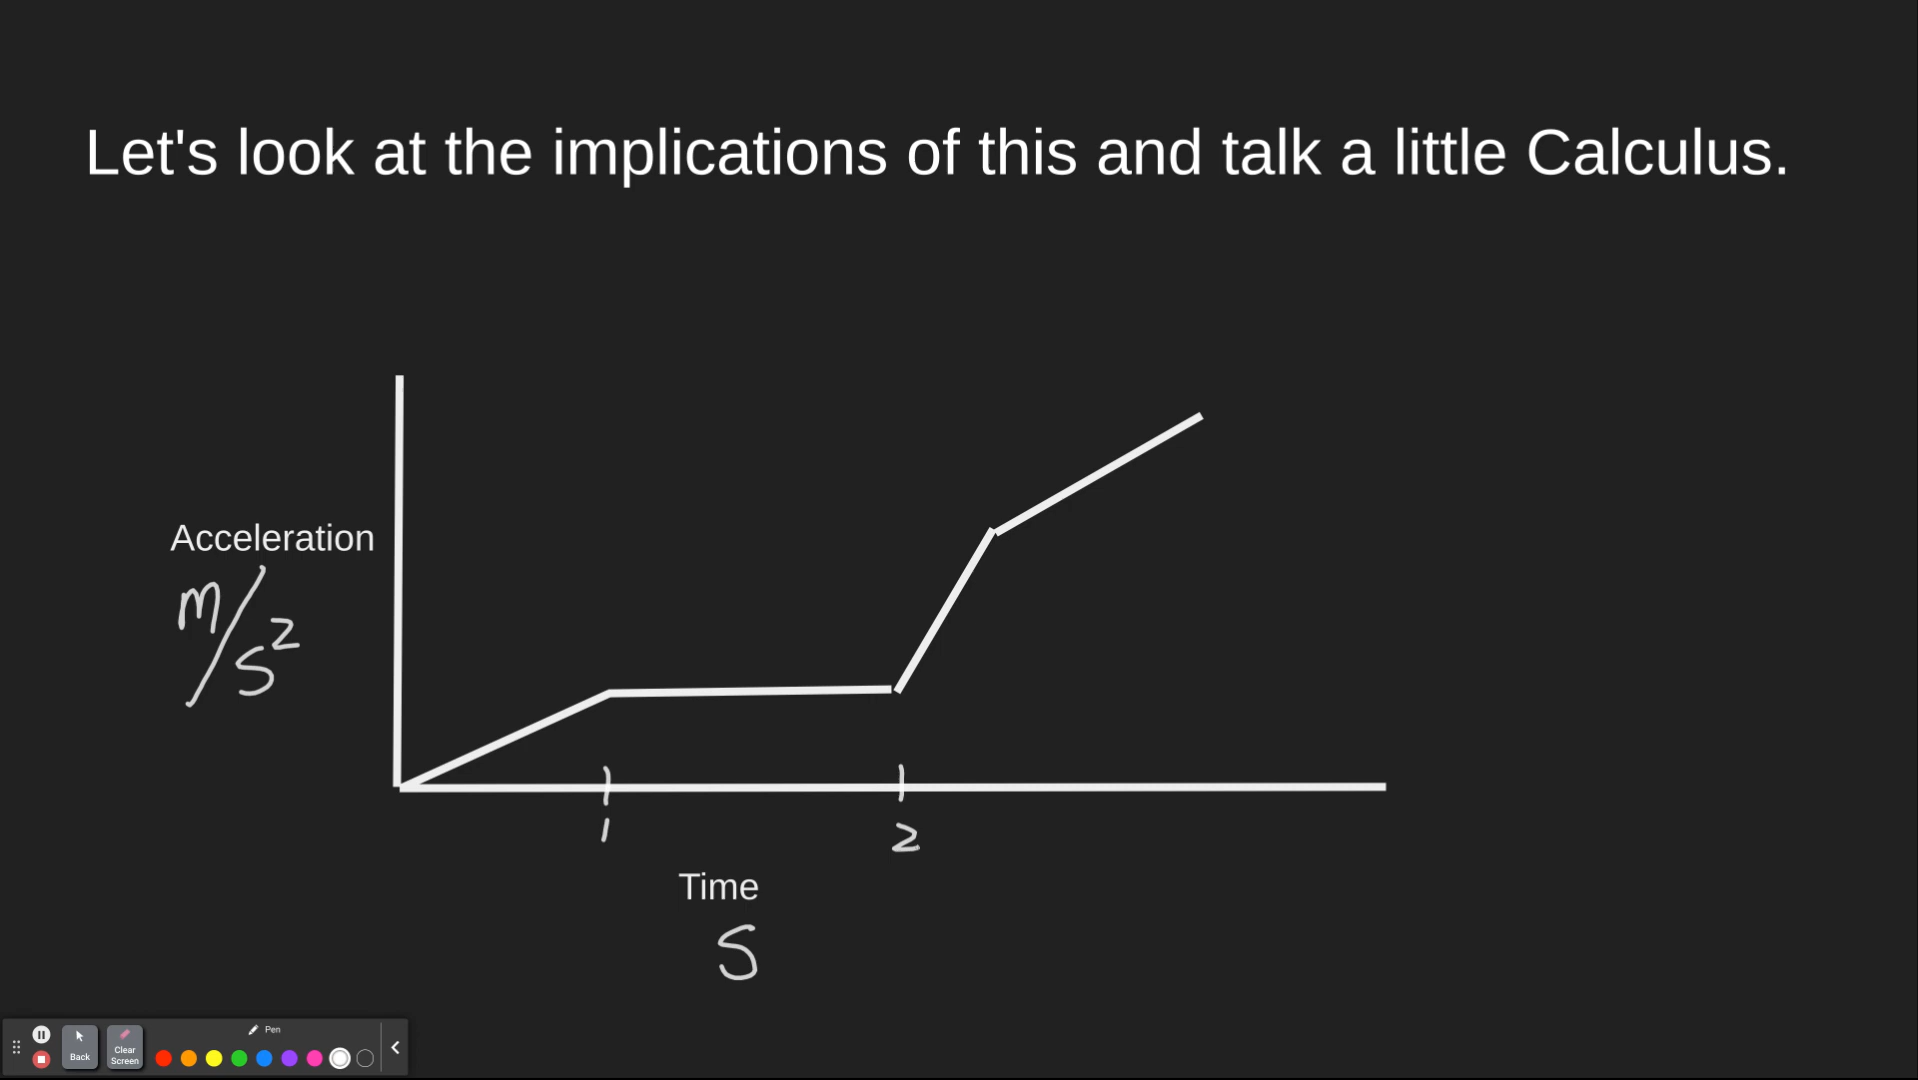 Let's look at the implications of this and talk a little Calculus.
Acceleration
m/s²
1
2
Time
S
Pen
Back
Clear
Screen